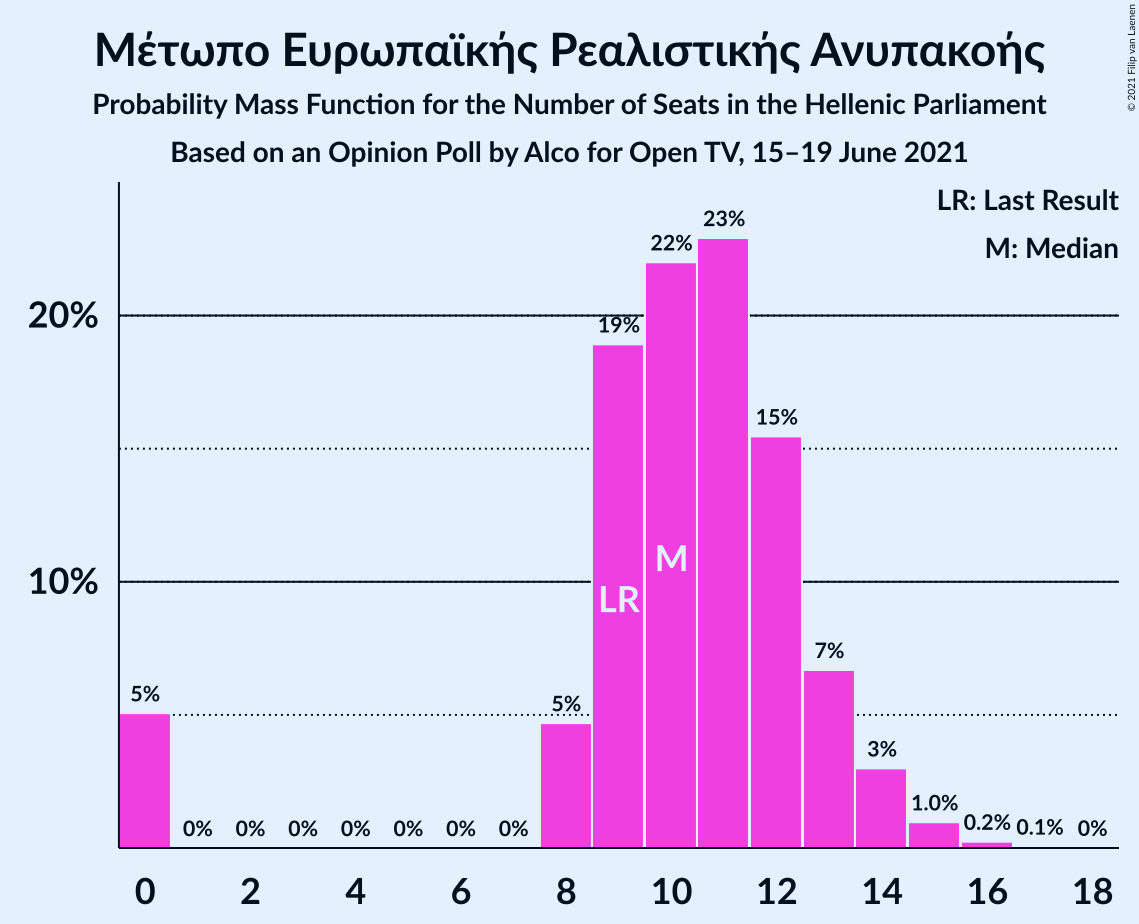 Μέτωπο Ευρωπαϊκής Ρεαλιστικής Ανυπακοής
Probability Mass Function for the Number of Seats in the Hellenic Parliament
Based on an Opinion Poll by Alco for Open TV, 15–19 June 2021
© 2021 Filip van Laenen
LR: Last Result
M: Median
20%
10%
5%
0%
0%
0%
0%
0%
0%
0%
5%
19%
22%
23%
15%
7%
3%
1.0%
0.2%
0.1%
0%
LR
M
0 2 4 6 8 10 12 14 16 18